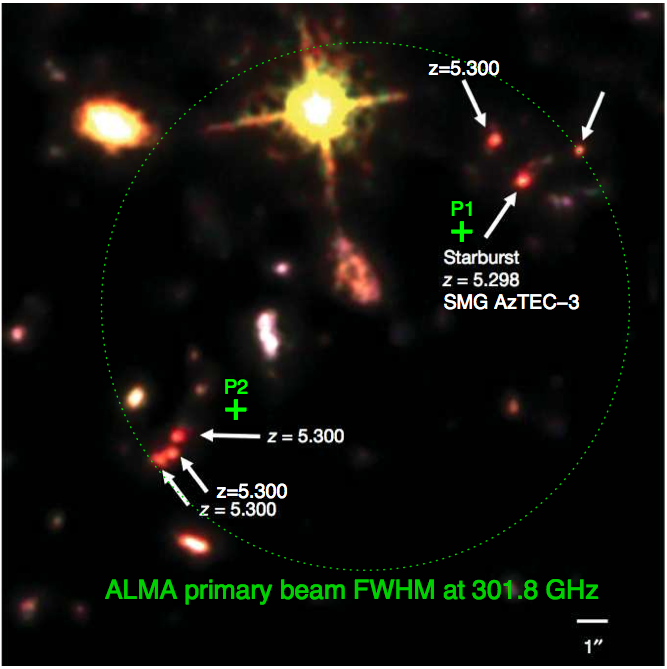 z=5.300
P1
Starburst
z = 5.298
SMG AzTEC–3
P2
z = 5.300
z=5.300
z = 5.300
ALMA primary beam FWHM at 301.8 GHz
1″